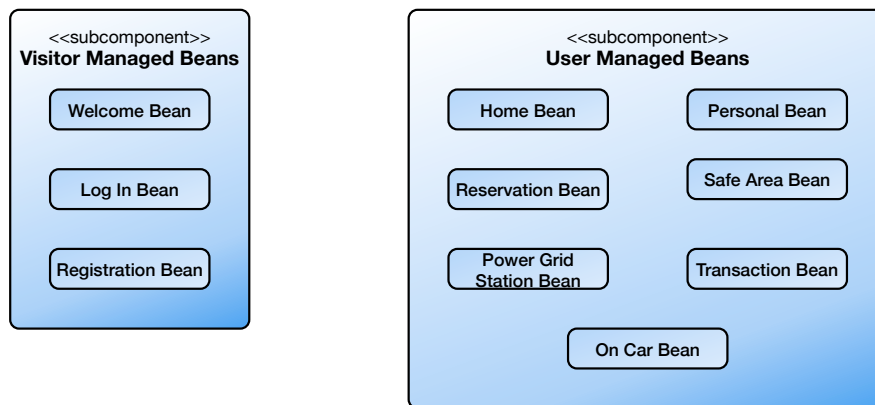 <<subcomponent>>
Visitor Managed Beans
Welcome Bean
Log In Bean
Registration Bean
<<subcomponent>>
User Managed Beans
Home Bean
Personal Bean
Reservation Bean
Safe Area Bean
Power Grid
Station Bean
Transaction Bean
On Car Bean